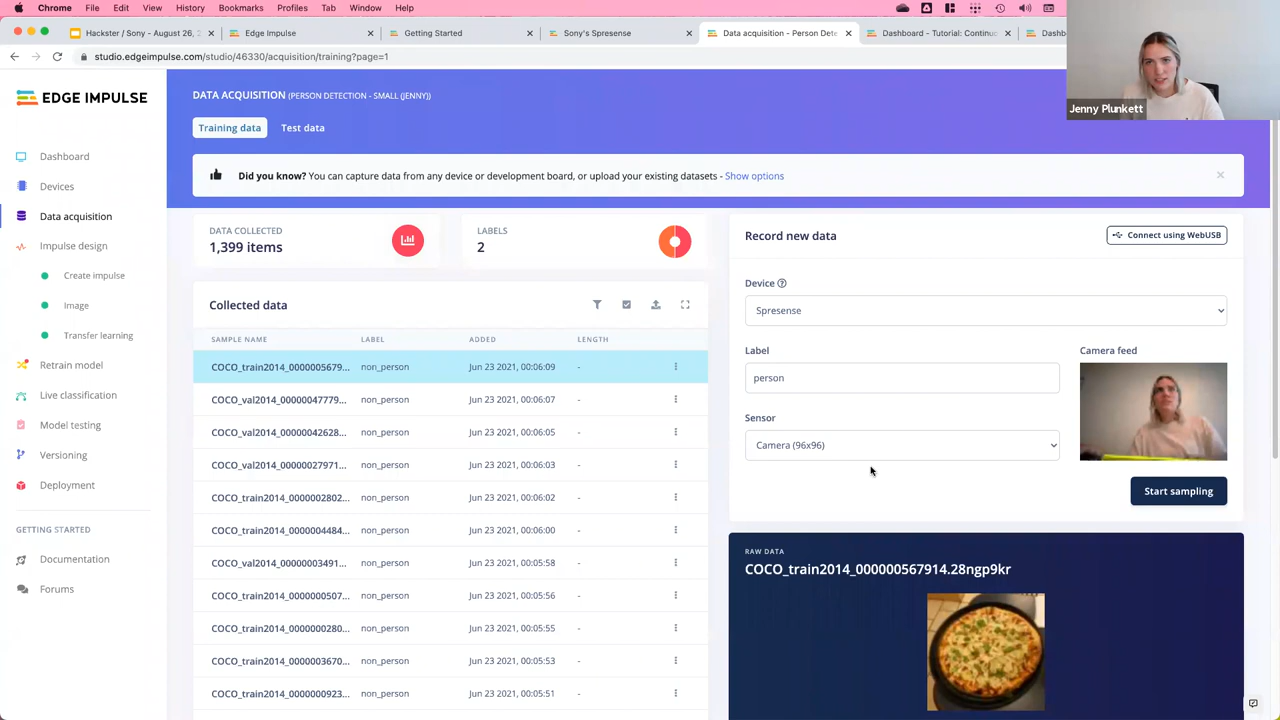 Chrome File Edit View History Bookmarks Profiles Tab Window Help
Hackster / Sony - August 26, Edge Impulse Getting Started Sony's Spresense Data acquisition - Person Dete Dashboard - Tutorial: Continuo Dashb
studio.edgeimpulse.com/studio/46330/acquisition/training?page=1
Jenny Plunkett
EDGE IMPULSE
Dashboard
Devices
Data acquisition
Impulse design
Create impulse
Image
Transfer learning
Retrain model
Live classification
Model testing
Versioning
Deployment
GETTING STARTED
Documentation
Forums
DATA ACQUISITION (PERSON DETECTION - SMALL (JENNY))
Training data Test data
Did you know? You can capture data from any device or development board, or upload your existing datasets - Show options
DATA COLLECTED
1,399 items
LABELS
2
Collected data
SAMPLE NAME LABEL ADDED LENGTH
COCO_train2014_0000005679... non_person Jun 23 2021, 00:06:09 -
COCO_val2014_00000047779... non_person Jun 23 2021, 00:06:07 -
COCO_val2014_00000042628... non_person Jun 23 2021, 00:06:05 -
COCO_val2014_00000027971... non_person Jun 23 2021, 00:06:03 -
COCO_train2014_0000002802... non_person Jun 23 2021, 00:06:02 -
COCO_train2014_0000004484... non_person Jun 23 2021, 00:06:00 -
COCO_val2014_00000003491... non_person Jun 23 2021, 00:05:58 -
COCO_train2014_000000507... non_person Jun 23 2021, 00:05:56 -
COCO_train2014_000000280... non_person Jun 23 2021, 00:05:55 -
COCO_train2014_000003670... non_person Jun 23 2021, 00:05:53 -
COCO_train2014_000000923... non_person Jun 23 2021, 00:05:51 -
Record new data
Connect using WebUSB
Device
Spresense
Label
person
Camera feed
Sensor
Camera (96x96)
Start sampling
RAW DATA
COCO_train2014_000000567914.28ngp9kr